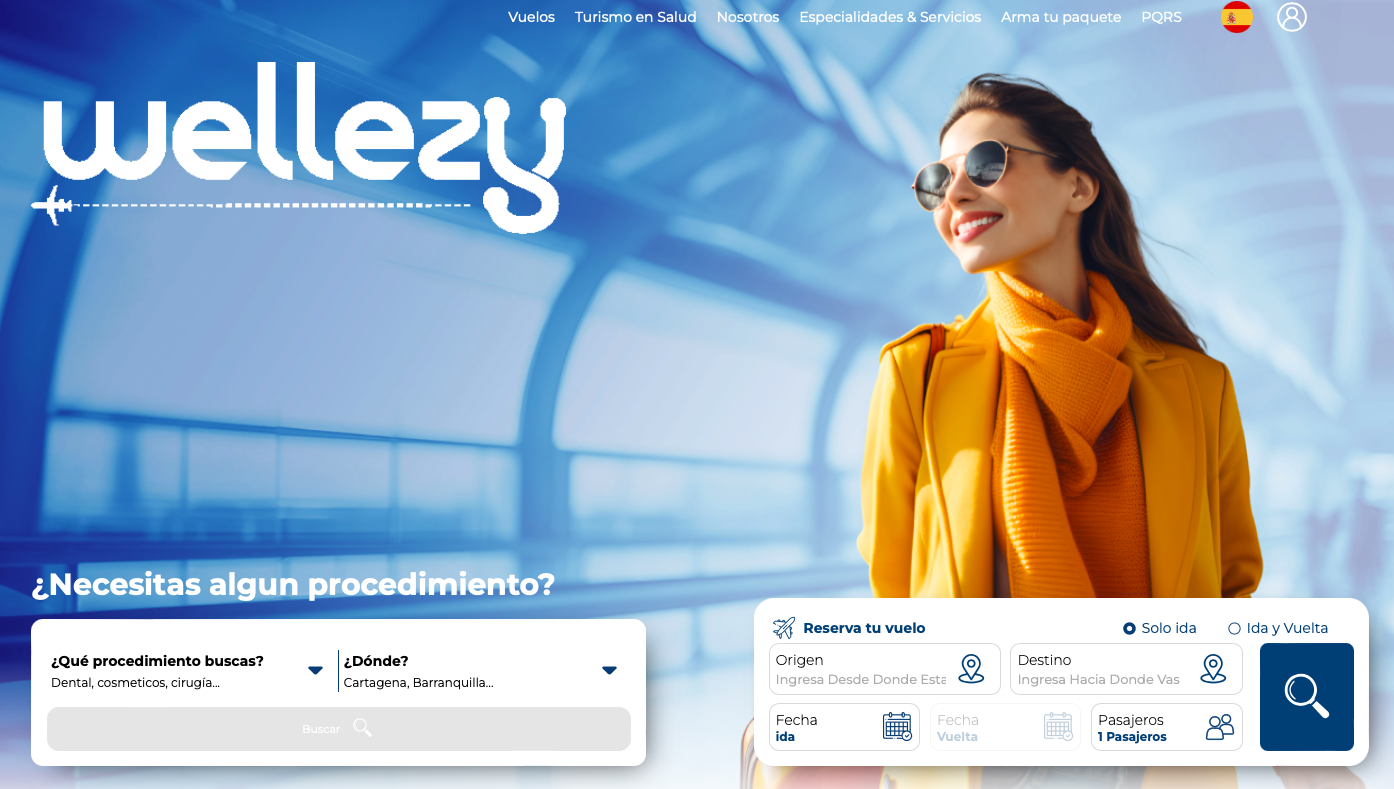 Vuelos Turismo en Salud Nosotros Especialidades & Servicios Arma tu paquete PQRS
wellezy
¿Necesitas algun procedimiento?
¿Qué procedimiento buscas? ¿Dónde?
Dental, cosmeticos, cirugía... Cartagena, Barranquilla...
Buscar
Reserva tu vuelo Solo ida Ida y Vuelta
Origen Destino
Ingresa Desde Donde Esta Ingresa Hacia Donde Vas
Fecha Fecha Pasajeros
ida Vuelta 1 Pasajeros